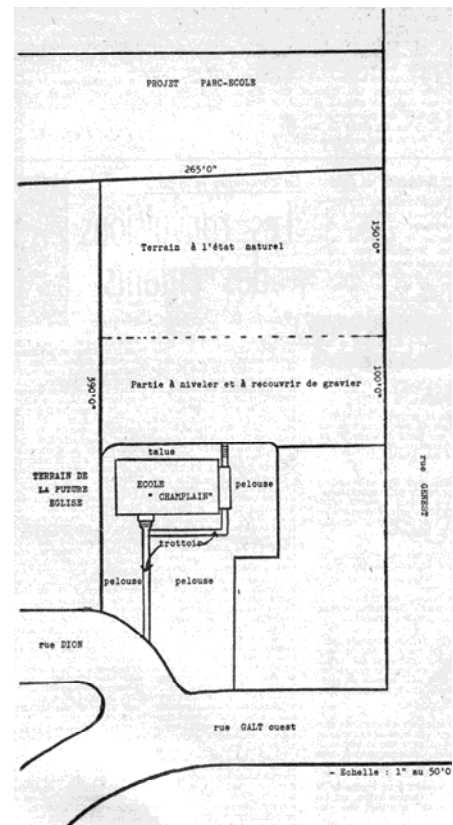 PROJET PARC-ECOLE
265'0"
Terrain à l'état naturel
150'0"
390'0"
Partie à niveler et à recouvrir de gravier
100'0"
talus
TERRAIN DE
LA FUTURE
EGLISE
ECOLE
" CHAMPLAIN"
pelouse
rue GENEST
trottoir
pelouse
pelouse
rue DION
rue GALT ouest
- Echelle : 1" au 50'0